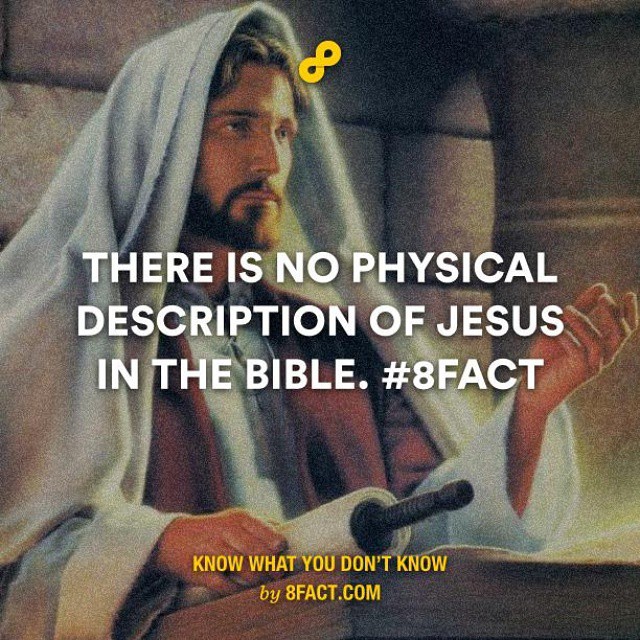 THERE IS NO PHYSICAL
DESCRIPTION OF JESUS
IN THE BIBLE. #8FACT
KNOW WHAT YOU DON'T KNOW
by 8FACT.COM